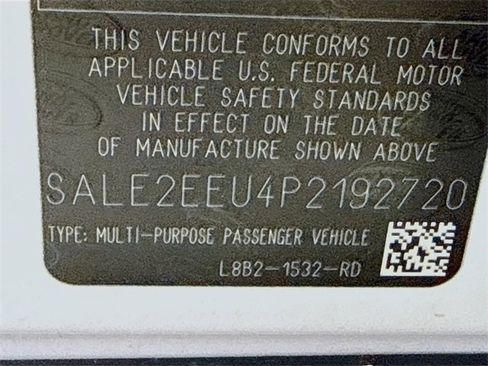 THIS VEHICLE CONFORMS TO ALL
APPLICABLE U.S. FEDERAL MOTOR
VEHICLE SAFETY STANDARDS
IN EFFECT ON THE DATE
OF MANUFACTURE SHOWN ABOVE
SALE2EEU4P2192720
TYPE: MULTI-PURPOSE PASSENGER VEHICLE
L8B2-1532-RD